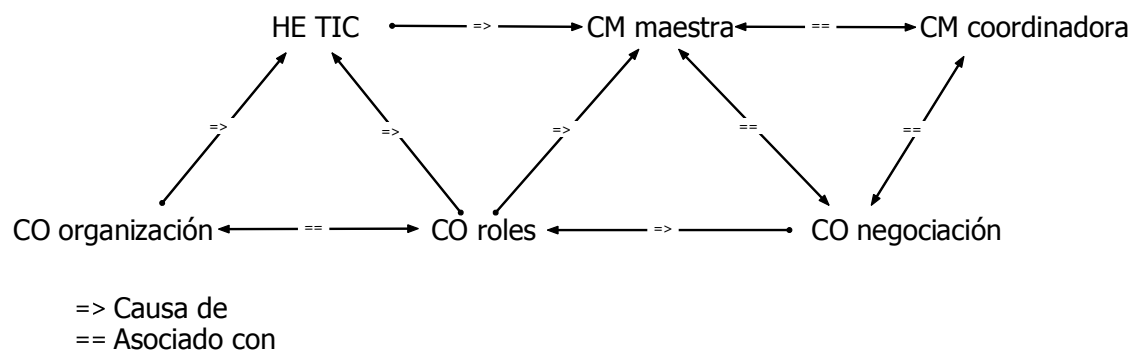 HE TIC => CM maestra == CM coordinadora
=> => => == ==
CO organización == CO roles => CO negociación
=> Causa de
== Asociado con